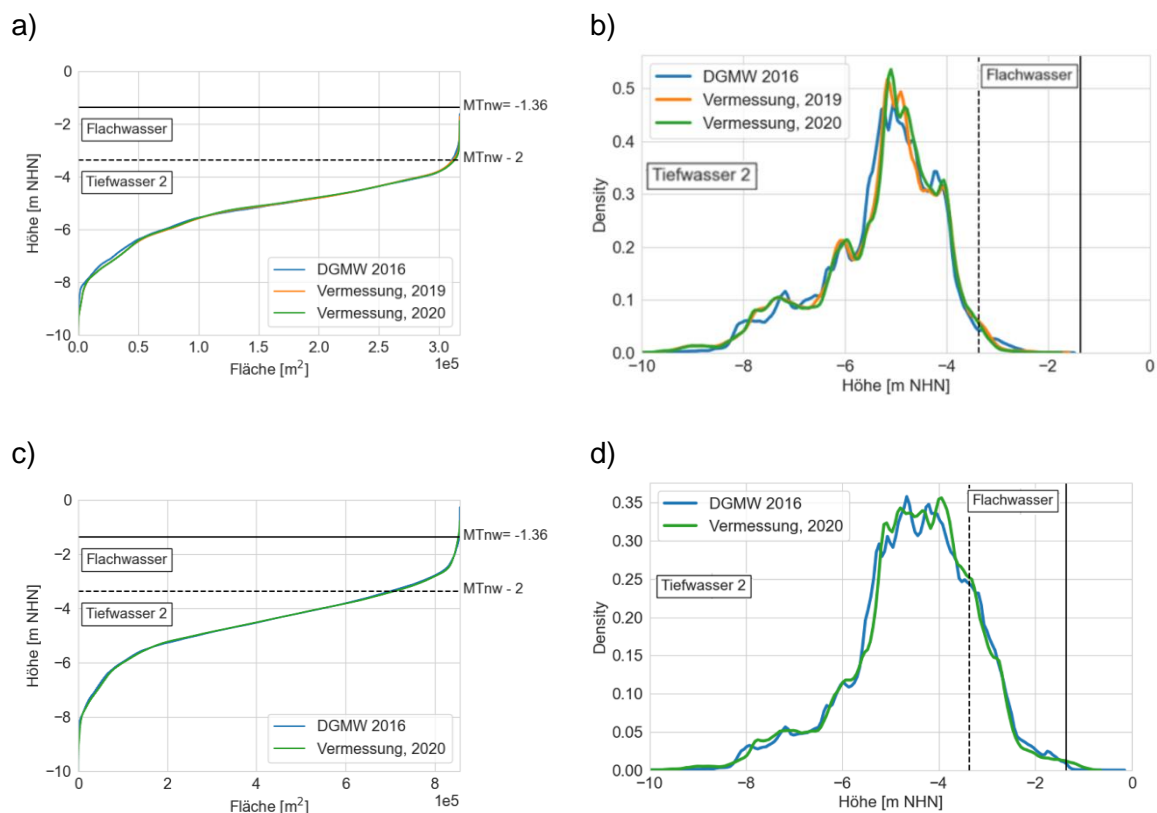 a)
0
−2
−4
−6
−8
−10
Höhe [m NHN]
MTnw= -1.36
Flachwasser
MTnw - 2
Tiefwasser 2
DGMW 2016
Vermessung, 2019
Vermessung, 2020
0.0 0.5 1.0 1.5 2.0 2.5 3.0
1e5
Fläche [m²]
b)
0.5
0.4
0.3
0.2
0.1
0.0
Density
DGMW 2016
Vermessung, 2019
Vermessung, 2020
Flachwasser
Tiefwasser 2
−10 −8 −6 −4 −2 0
Höhe [m NHN]
c)
0
−2
−4
−6
−8
−10
Höhe [m NHN]
MTnw= -1.36
Flachwasser
MTnw - 2
Tiefwasser 2
DGMW 2016
Vermessung, 2020
0 2 4 6 8
1e5
Fläche [m²]
d)
0.35
0.30
0.25
0.20
0.15
0.10
0.05
0.00
Density
DGMW 2016
Vermessung, 2020
Flachwasser
Tiefwasser 2
−10 −8 −6 −4 −2 0
Höhe [m NHN]